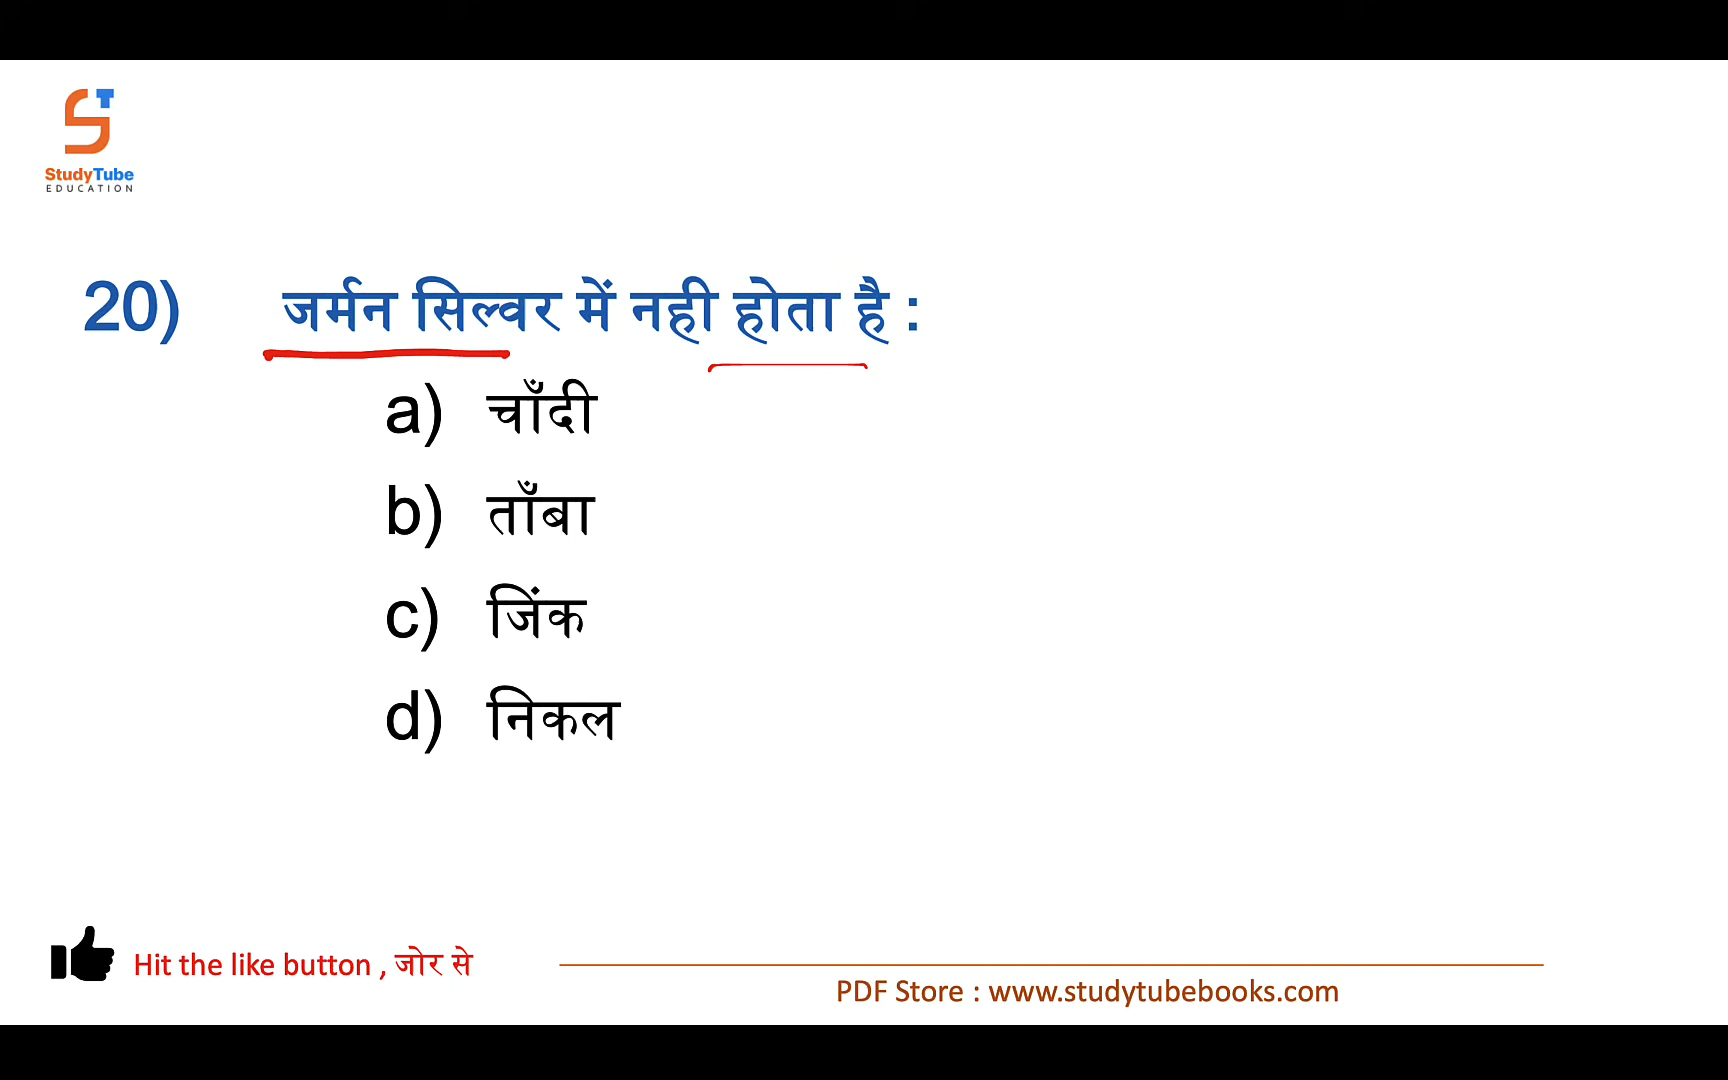 StudyTube
EDUCATION
20) जर्मन सिल्वर में नही होता है :
a) चाँदी
b) ताँबा
c) जिंक
d) निकल
Hit the like button , जोर से
PDF Store : www.studytubebooks.com